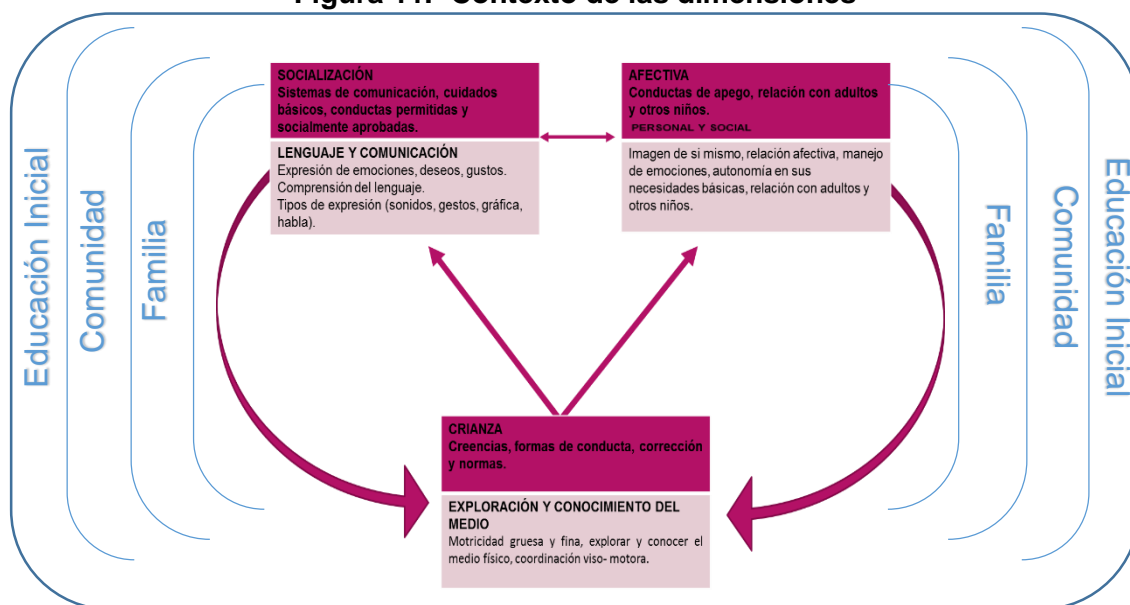 Contexto de las dimensiones
SOCIALIZACIÓN
Sistemas de comunicación, cuidados
básicos, conductas permitidas y
socialmente aprobadas.
LENGUAJE Y COMUNICACIÓN
Expresión de emociones, deseos, gustos.
Comprensión del lenguaje.
Tipos de expresión (sonidos, gestos, gráfica,
habla).
AFECTIVA
Conductas de apego, relación con adultos
y otros niños.
PERSONAL Y SOCIAL
Imagen de si mismo, relación afectiva, manejo
de emociones, autonomía en sus
necesidades básicas, relación con adultos y
otros niños.
CRIANZA
Creencias, formas de conducta, corrección
y normas.
EXPLORACIÓN Y CONOCIMIENTO DEL
MEDIO
Motricidad gruesa y fina, explorar y conocer el
medio físico, coordinación viso- motora.
Educación Inicial
Comunidad
Familia
Familia
Comunidad
Educación Inicial